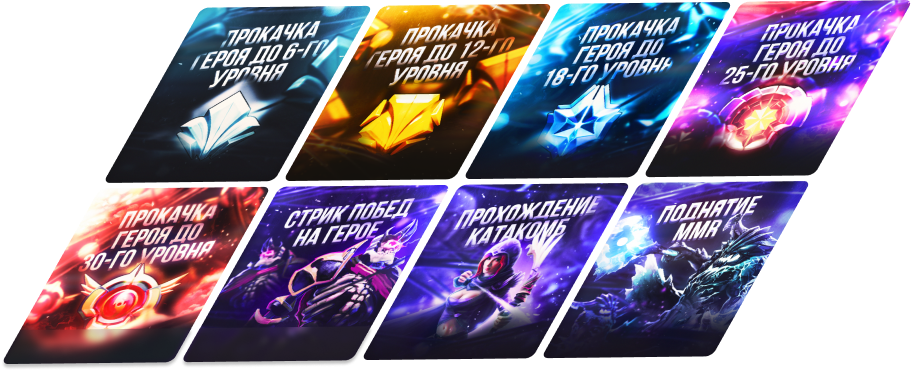 ПРОКАЧКА
ГЕРОЯ ДО 6-ГО
УРОВНЯ
ПРОКАЧКА
ГЕРОЯ ДО 12-ГО
УРОВНЯ
ПРОКАЧКА
ГЕРОЯ ДО
18-ГО УРОВНЯ
ПРОКАЧКА
ГЕРОЯ ДО
25-ГО УРОВНЯ
ПРОКАЧКА
ГЕРОЯ ДО
30-ГО УРОВНЯ
СТРИК ПОБЕД
НА ГЕРОЕ
ПРОХОЖДЕНИЕ
КАТАКОМБ
ПОДНЯТИЕ
MMR